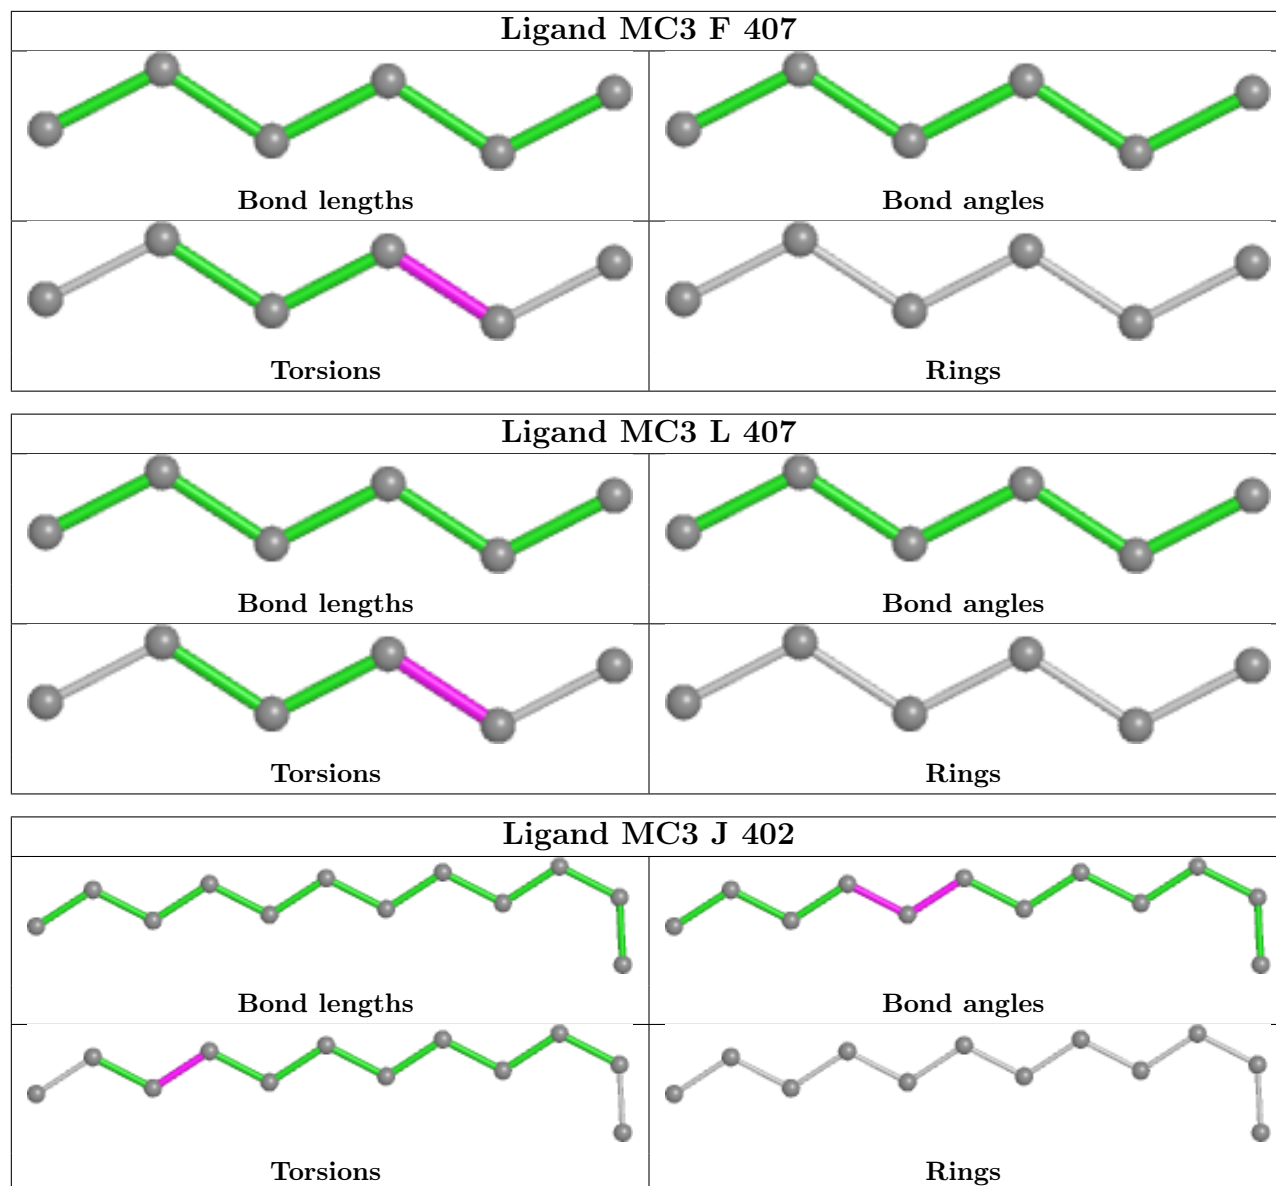 Ligand MC3 F 407
Bond lengths
Bond angles
Torsions
Rings
Ligand MC3 L 407
Bond lengths
Bond angles
Torsions
Rings
Ligand MC3 J 402
Bond lengths
Bond angles
Torsions
Rings